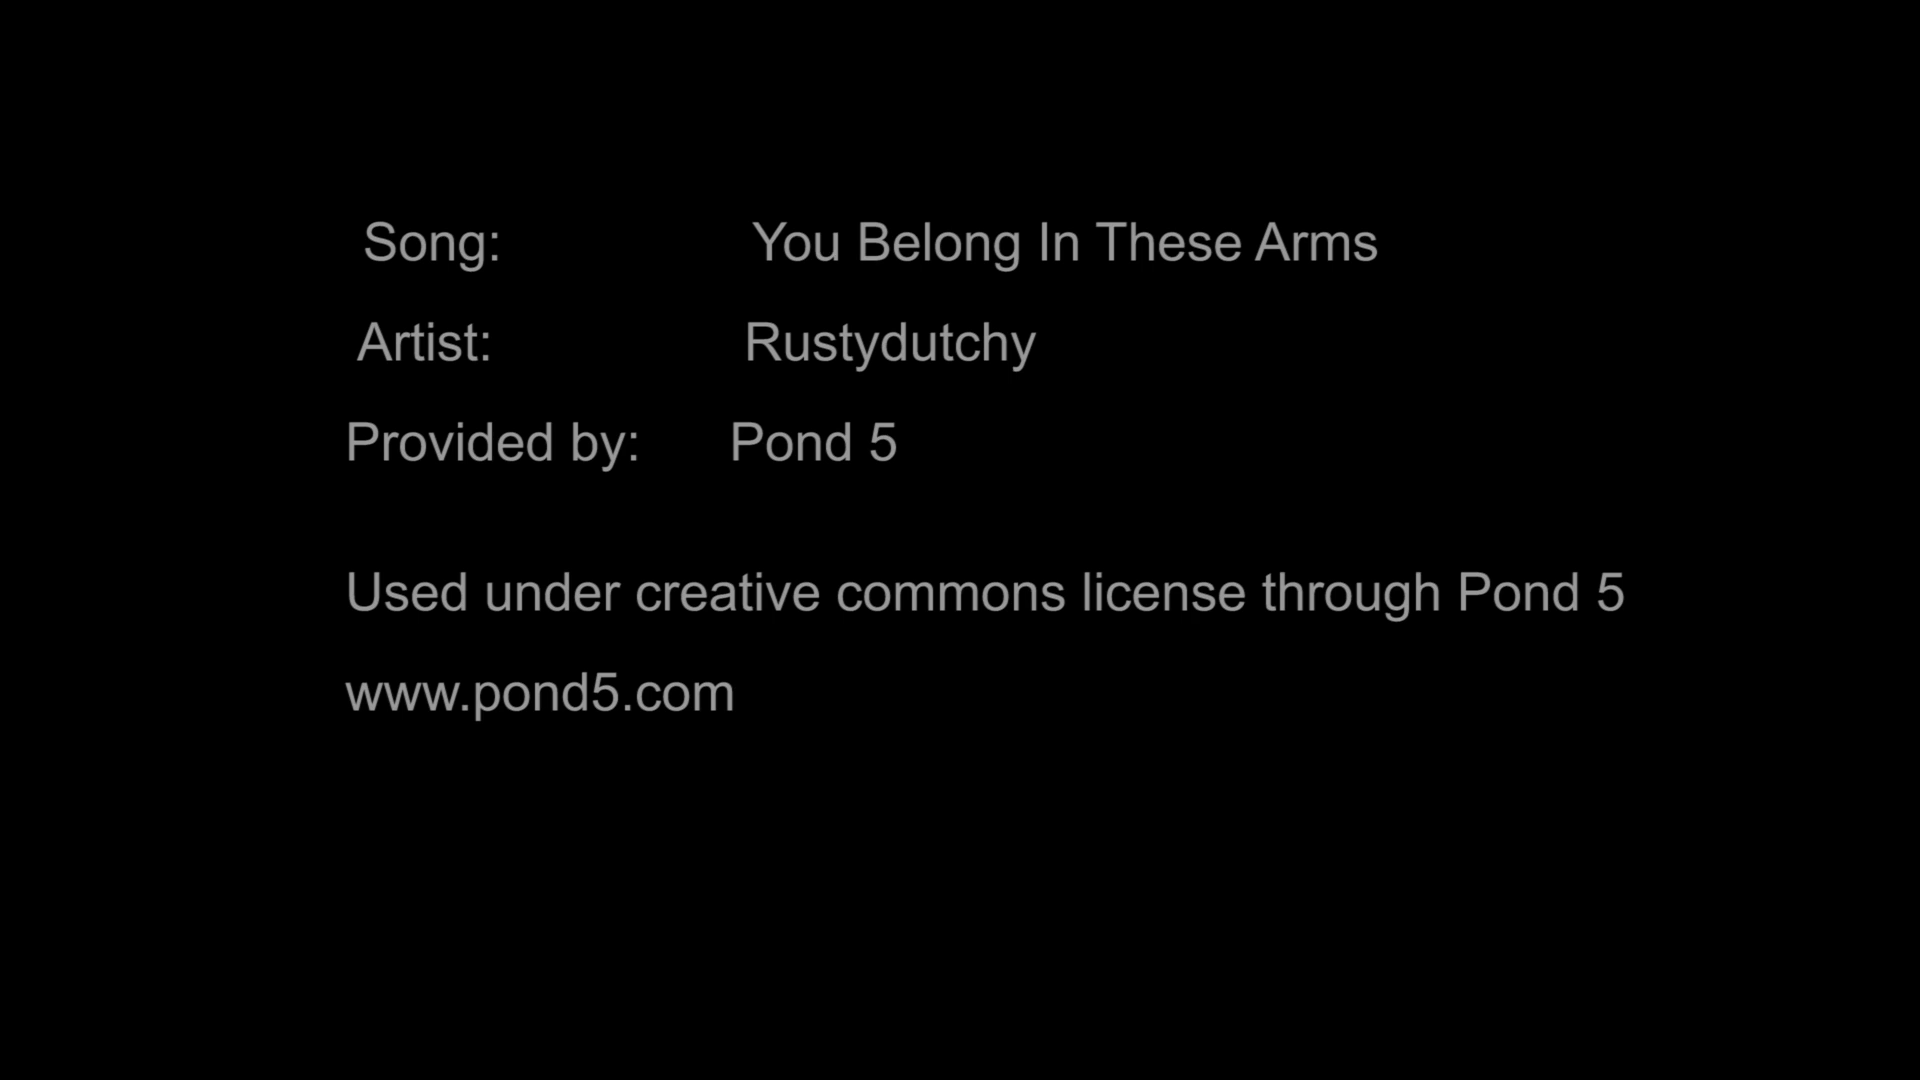 Song: You Belong In These Arms
Artist: Rustydutchy
Provided by: Pond 5
Used under creative commons license through Pond 5
www.pond5.com